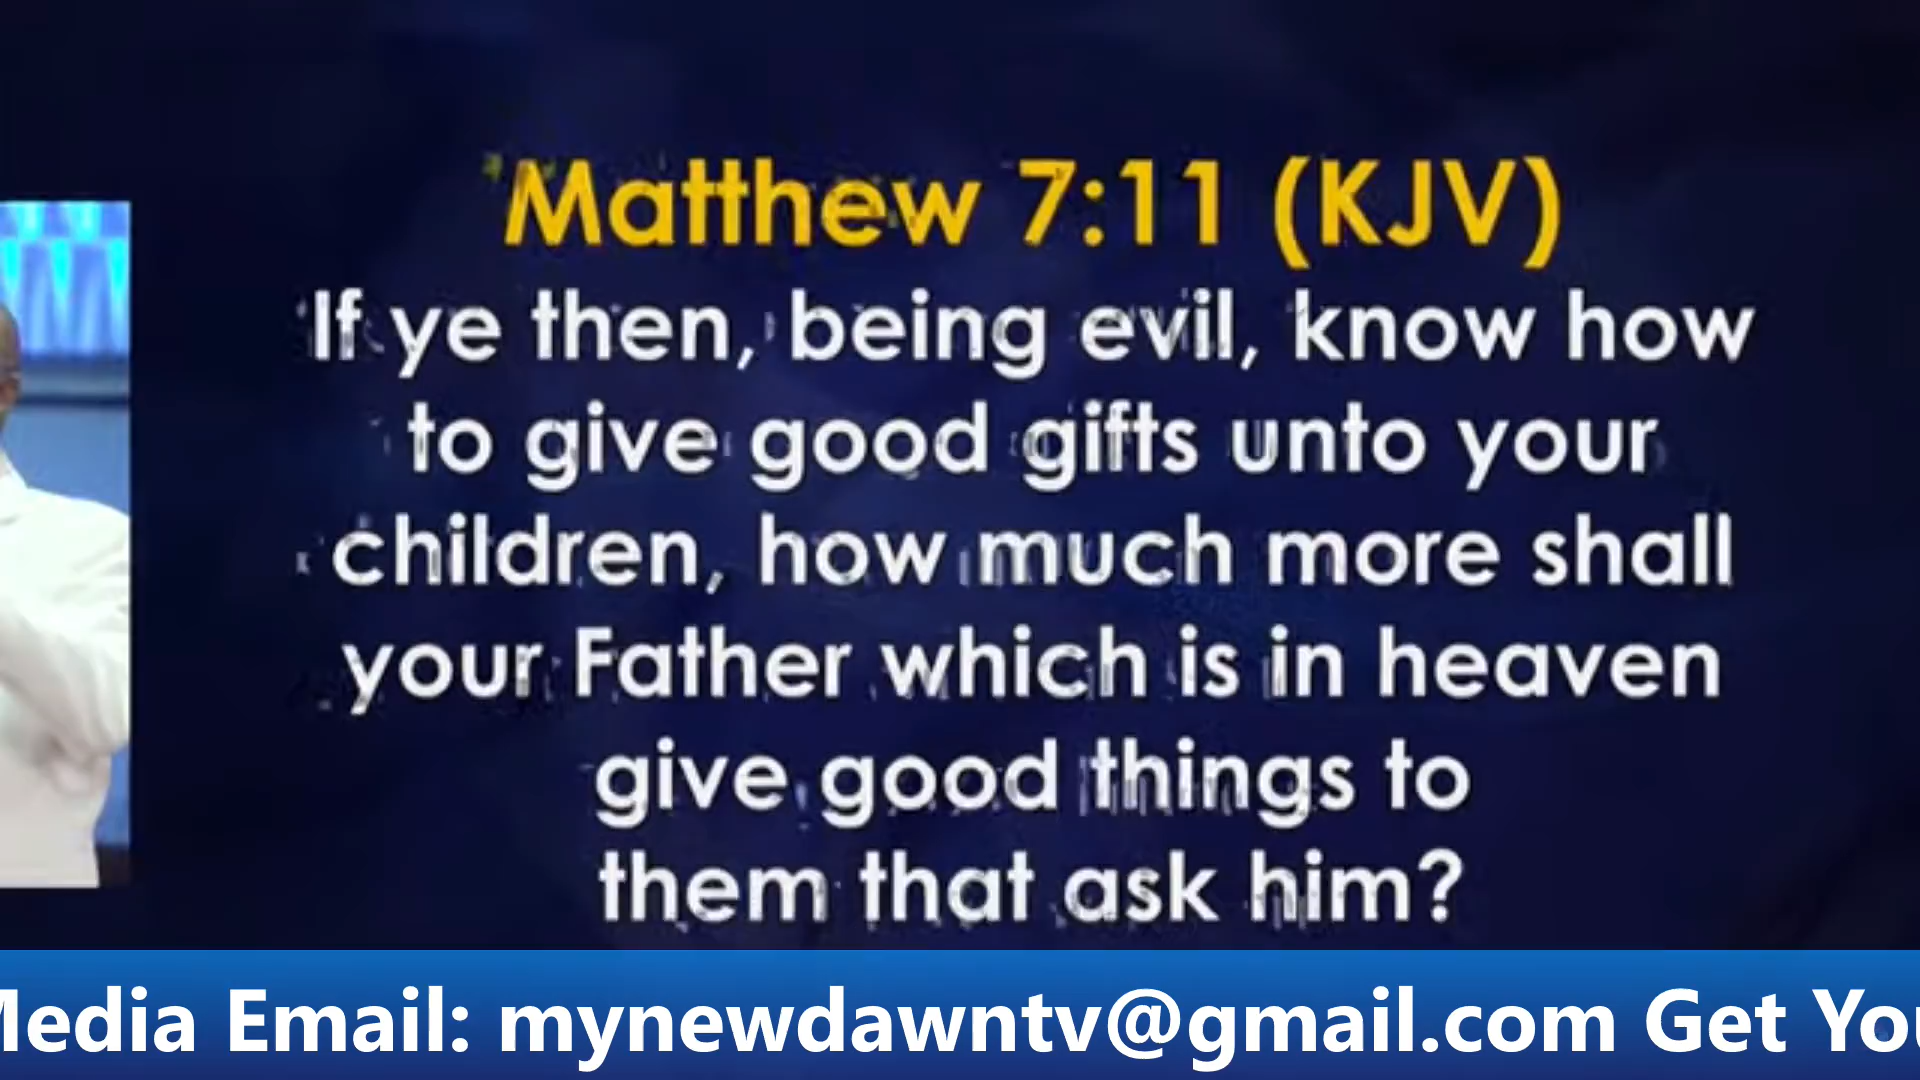 Matthew 7:11 (KJV)
If ye then, being evil, know how
to give good gifts unto your
children, how much more shall
your Father which is in heaven
give good things to
them that ask him?
Media Email: mynewdawntv@gmail.com Get You